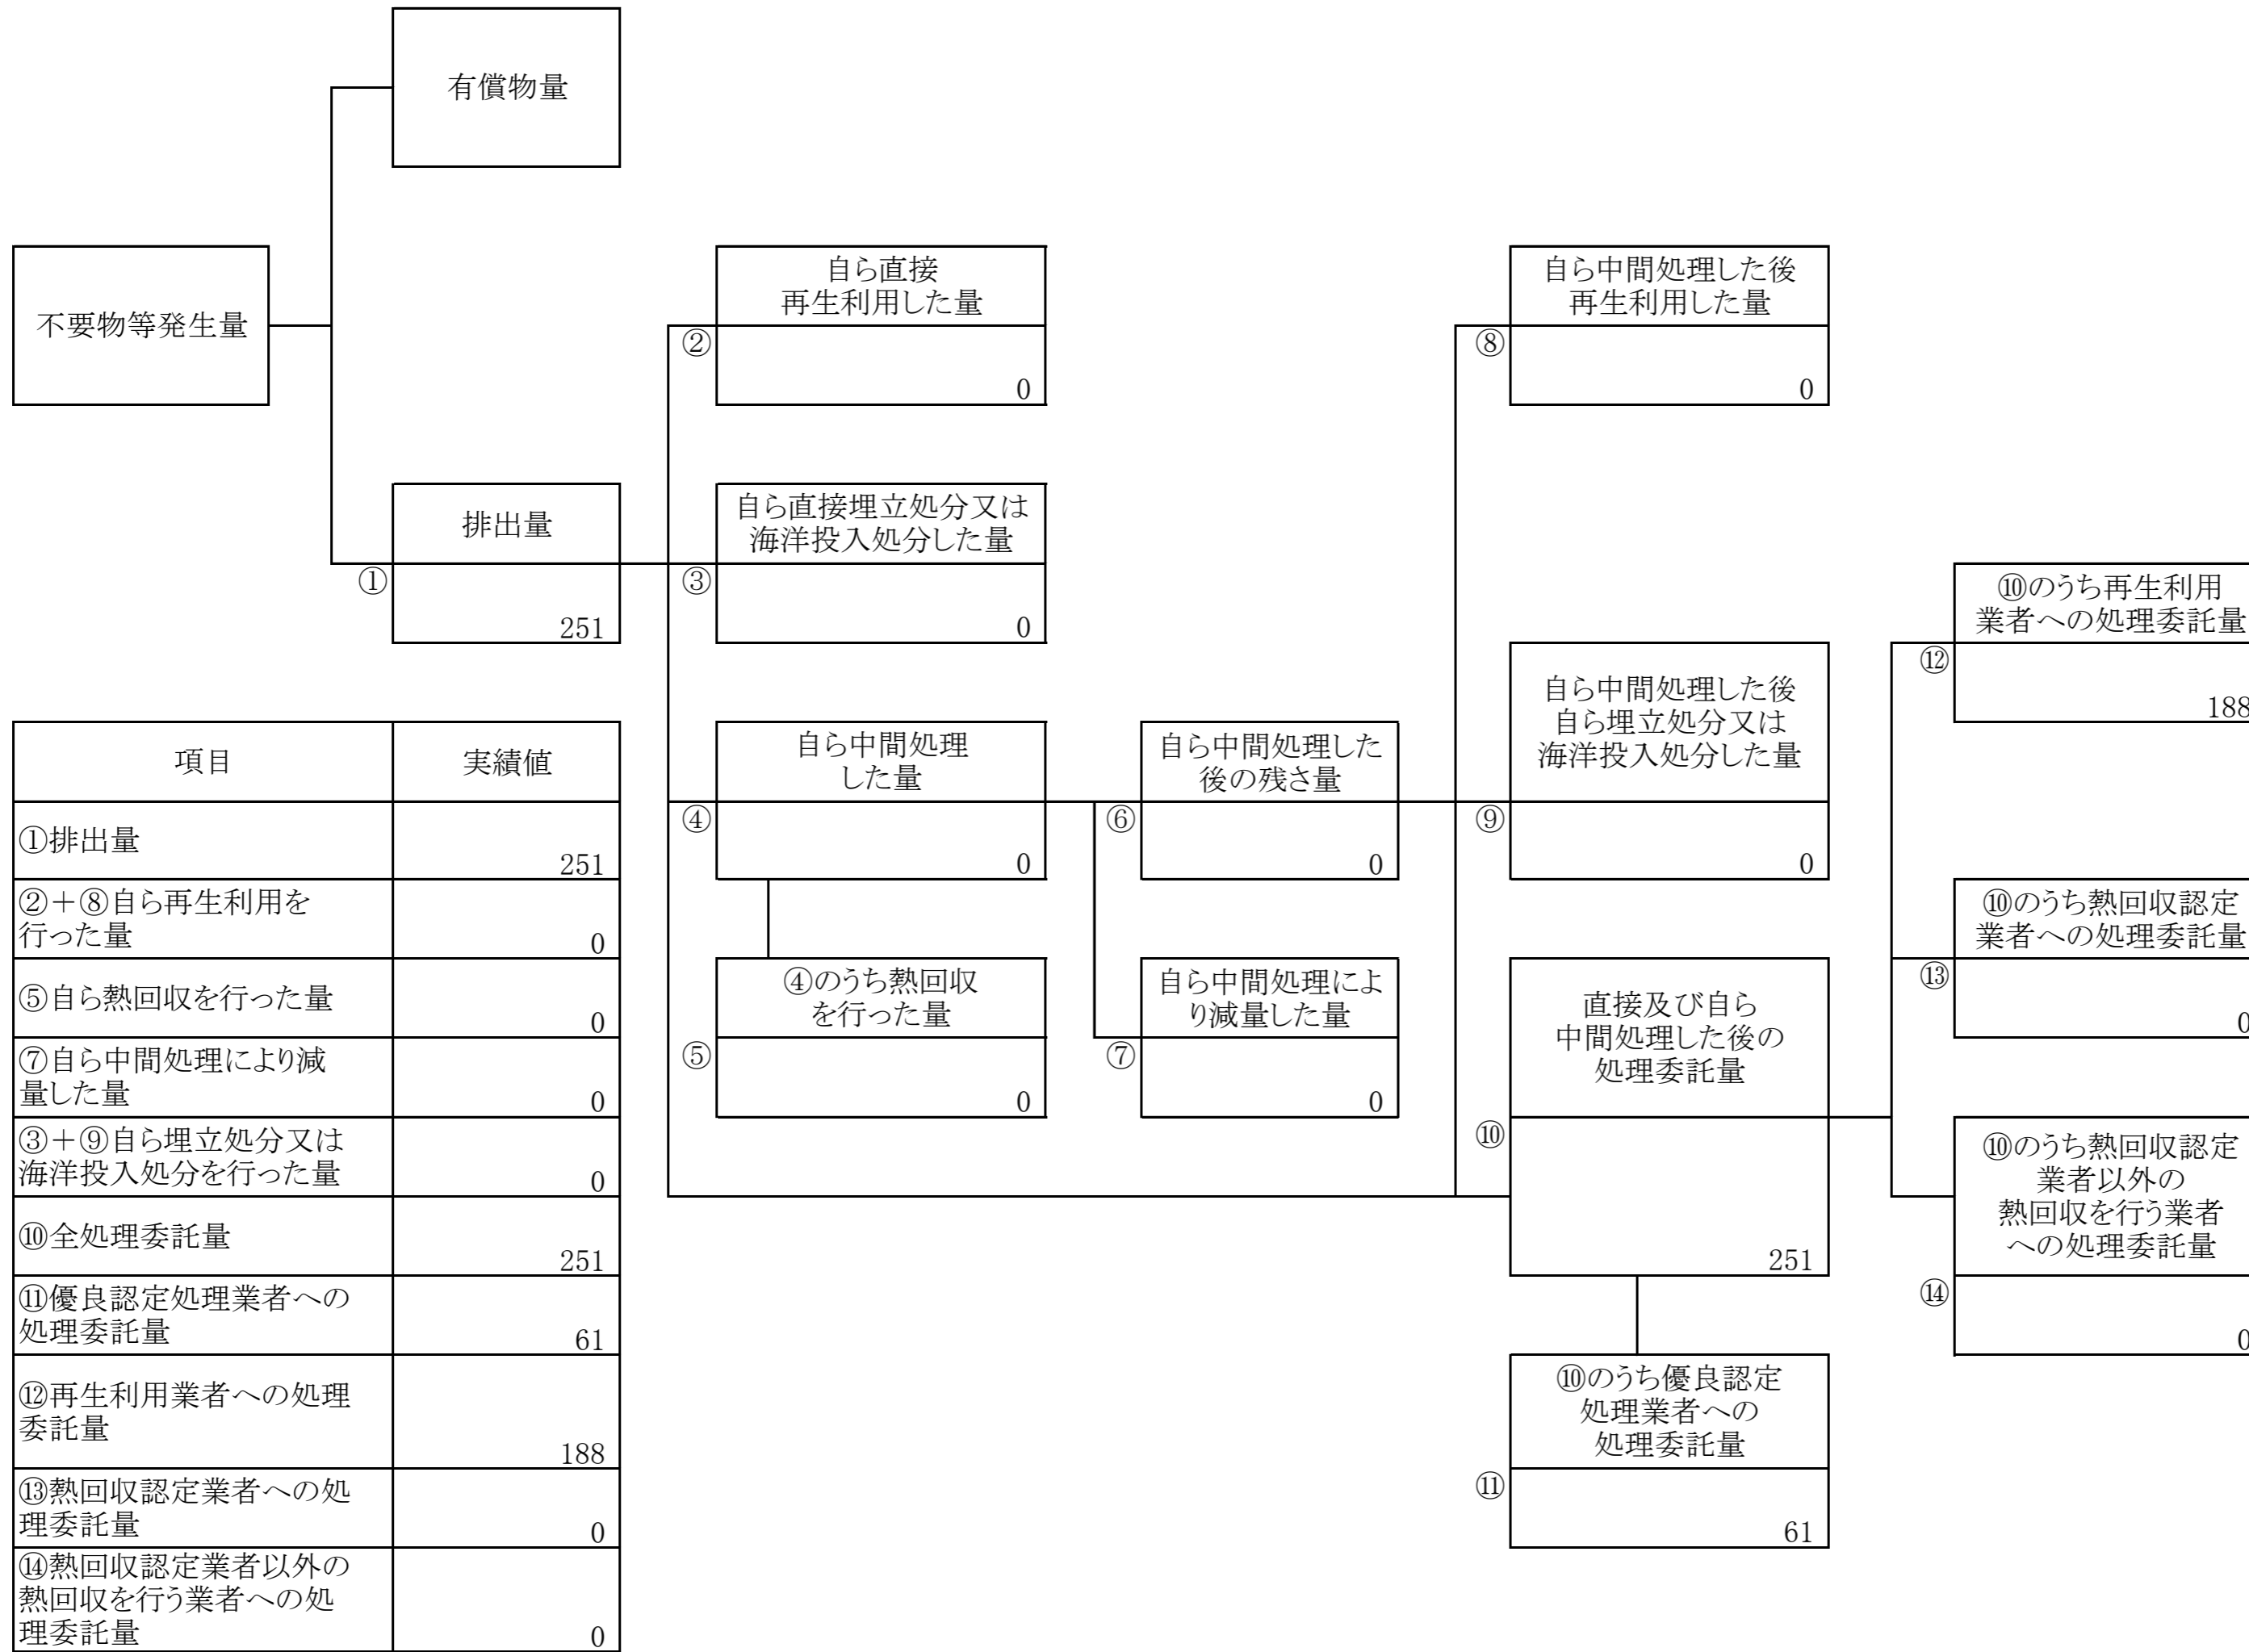 有償物量
不要物等発生量
自ら直接
再生利用した量
②
0
自ら中間処理した後
再生利用した量
⑧
0
排出量
①
251
自ら直接埋立処分又は
海洋投入処分した量
③
0
⑩のうち再生利用
業者への処理委託量
⑫
188
自ら中間処理
した量
④
0
自ら中間処理した
後の残さ量
⑥
0
自ら中間処理した後
自ら埋立処分又は
海洋投入処分した量
⑨
0
⑩のうち熱回収認定
業者への処理委託量
⑬
0
④のうち熱回収
を行った量
⑤
0
自ら中間処理によ
り減量した量
⑦
0
直接及び自ら
中間処理した後の
処理委託量
⑩
251
⑩のうち熱回収認定
業者以外の
熱回収を行う業者
への処理委託量
⑭
0
⑩のうち優良認定
処理業者への
処理委託量
⑪
61
項目 実績値
①排出量
251
②＋⑧自ら再生利用を
行った量 0
⑤自ら熱回収を行った量
0
⑦自ら中間処理により減
量した量 0
③＋⑨自ら埋立処分又は
海洋投入処分を行った量 0
⑩全処理委託量
251
⑪優良認定処理業者への
処理委託量 61
⑫再生利用業者への処理
委託量
188
⑬熱回収認定業者への処
理委託量 0
⑭熱回収認定業者以外の
熱回収を行う業者への処
理委託量 0